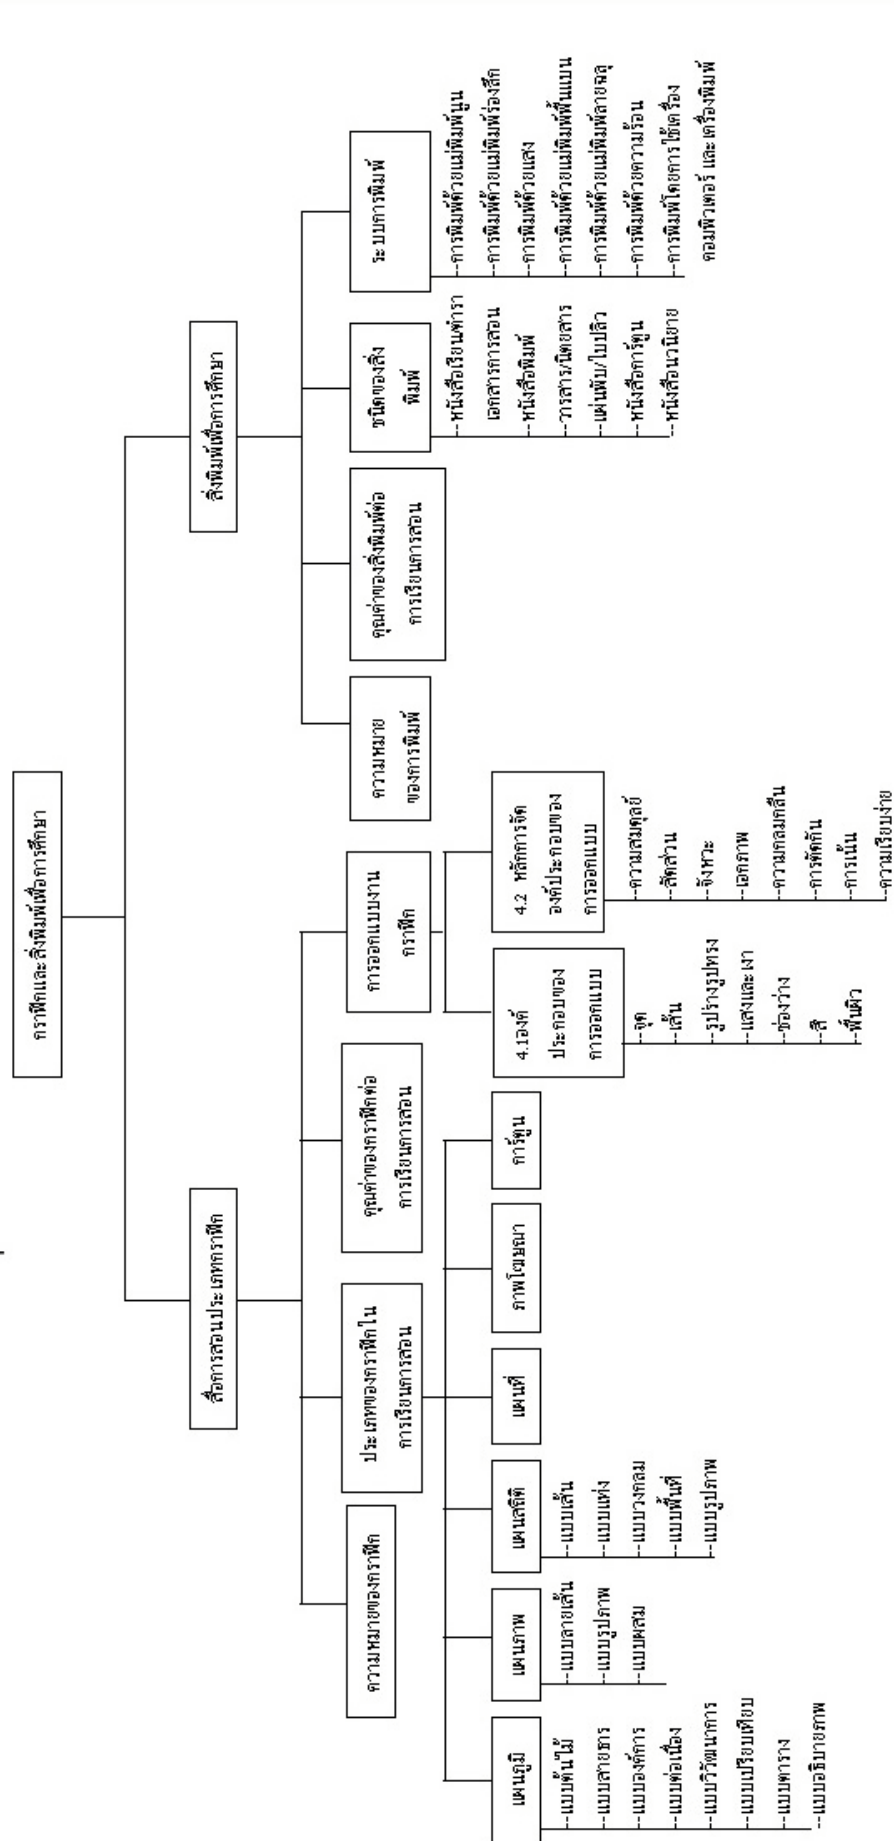 กราฟิกและสิ่งพิมพ์เพื่อการศึกษา
สื่อการสอนประเภทกราฟิก
สิ่งพิมพ์เพื่อการศึกษา
ความหมายของกราฟิก
ประเภทของกราฟิกใน
การเรียนการสอน
คุณค่าของกราฟิกต่อ
การเรียนการสอน
การออกแบบงาน
กราฟิก
ความหมาย
ของการพิมพ์
คุณค่าของสิ่งพิมพ์ต่อ
การเรียนการสอน
ชนิดของสิ่ง
พิมพ์
ระบบการพิมพ์
แผนภูมิ
--แบบต้นไม้
--แบบสายธาร
--แบบองค์การ
--แบบต่อเนื่อง
--แบบวิวัฒนาการ
--แบบเปรียบเทียบ
--แบบตาราง
--แบบอธิบายภาพ
แผนภาพ
--แบบลายเส้น
--แบบรูปภาพ
--แบบผสม
แผนสถิติ
--แบบเส้น
--แบบแท่ง
--แบบวงกลม
--แบบพื้นที่
--แบบรูปภาพ
แผนที่
ภาพโฆษณา
การ์ตูน
4.1องค์
ประกอบของ
การออกแบบ
--จุด
--เส้น
--รูปร่างรูปทรง
--แสงและเงา
--ช่องว่าง
--สี
--พื้นผิว
4.2 หลักการจัด
องค์ประกอบของ
การออกแบบ
--ความสมดุลย์
--สัดส่วน
--จังหวะ
--เอกภาพ
--ความกลมกลืน
--การตัดกัน
--การเน้น
--ความเรียบง่าย
--หนังสือเรียน/ตำรา
เอกสารการสอน
--หนังสือพิมพ์
--วารสาร/นิตยสาร
--แผ่นพับ/ใบปลิว
--หนังสือการ์ตูน
--หนังสือนวนิยาย
--การพิมพ์ด้วยแม่พิมพ์นูน
--การพิมพ์ด้วยแม่พิมพ์ร่องลึก
--การพิมพ์ด้วยแสง
--การพิมพ์ด้วยแม่พิมพ์พื้นแบน
--การพิมพ์ด้วยแม่พิมพ์ลายฉลุ
--การพิมพ์ด้วยความร้อน
--การพิมพ์โดยการใช้เครื่อง
คอมพิวเตอร์ และเครื่องพิมพ์